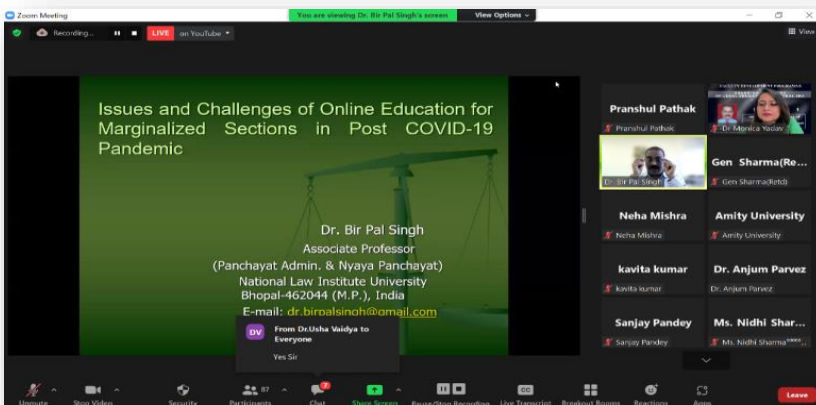 Zoom Meeting
You are viewing Dr. Bir Pal Singh's screen
View Options
Recording...
LIVE on YouTube
View
Issues and Challenges of Online Education for
Marginalized Sections in Post COVID-19
Pandemic
Dr. Bir Pal Singh
Associate Professor
(Panchayat Admin. & Nyaya Panchayat)
National Law Institute University
Bhopal-462044 (M.P.), India
E-mail: dr.birpalsingh@gmail.com
DV
From Dr.Usha Vaidya to
Everyone
Yes Sir
Pranshul Pathak
Pranshul Pathak
Dr Monica Yadav
Dr. Bir Pal Singh
Gen Sharma(Re...
Gen Sharma(Retd)
Neha Mishra
Neha Mishra
Amity University
Amity University
kavita kumar
kavita kumar
Dr. Anjum Parvez
Dr. Anjum Parvez
Sanjay Pandey
Sanjay Pandey
Ms. Nidhi Shar...
Ms. Nidhi Sharma
Unmute
Stop Video
Security
87
Participants
7
Chat
Share Screen
Pause/Stop Recording
CC
Live Transcript
Breakout Rooms
Reactions
Apps
Leave